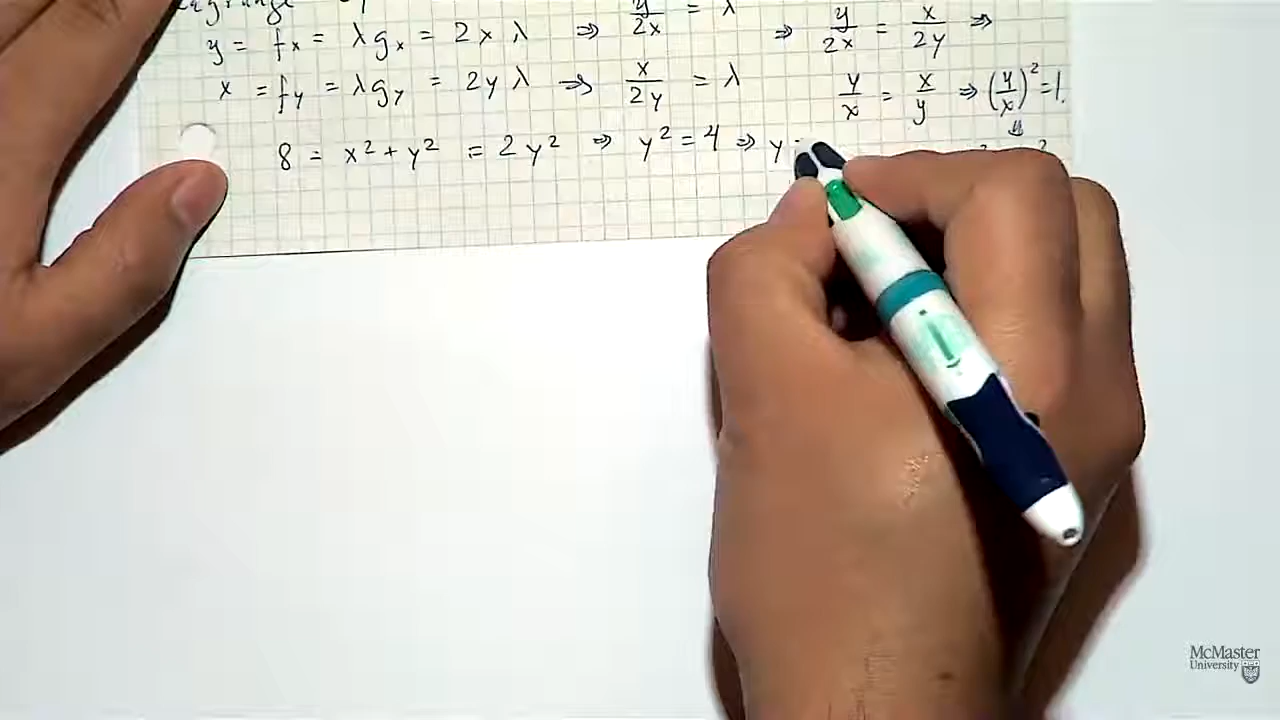 y = fx = λgx = 2xλ ⇒ y/2x = λ ⇒ y/2x = x/2y ⇒
x = fy = λgy = 2yλ ⇒ x/2y = λ
y/x = x/y ⇒ (y/x)² = 1.
⇓
8 = x² + y² = 2y² ⇒ y² = 4 ⇒ y
McMaster
University